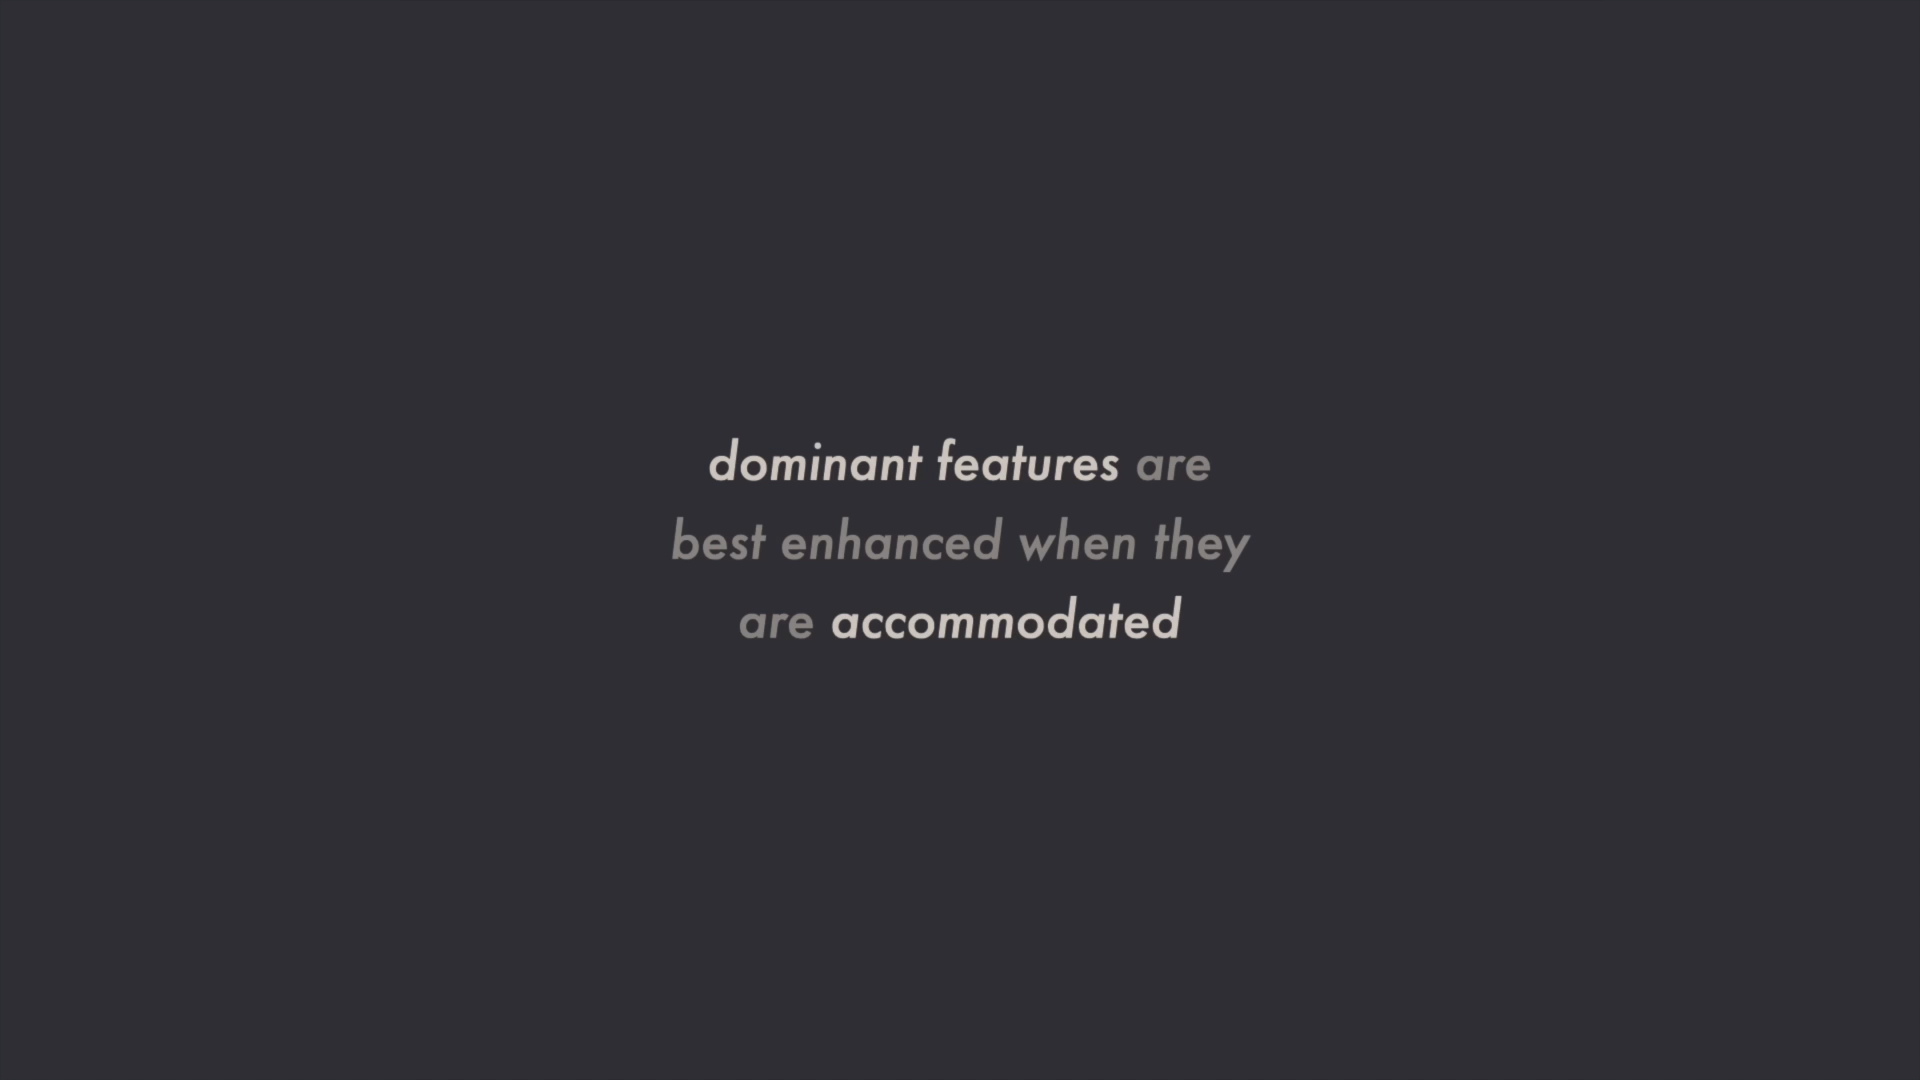 dominant features are
best enhanced when they
are accommodated